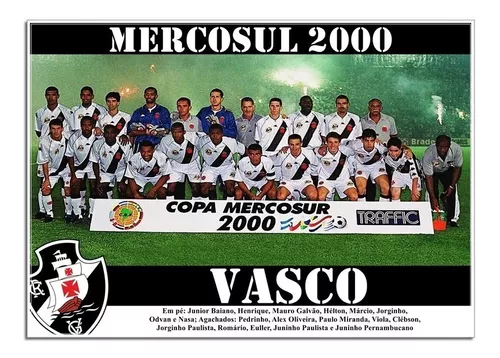 MERCOSUL 2000
Bradesco
COPA MERCOSUR
2000
TRAFFIC
VASCO
Em pé: Junior Baiano, Henrique, Mauro Galvão, Hélton, Márcio, Jorginho,
Odvan e Nasa; Agachados: Pedrinho, Alex Oliveira, Paulo Miranda, Viola, Clébson,
Jorginho Paulista, Romário, Euller, Juninho Paulista e Juninho Pernambucano